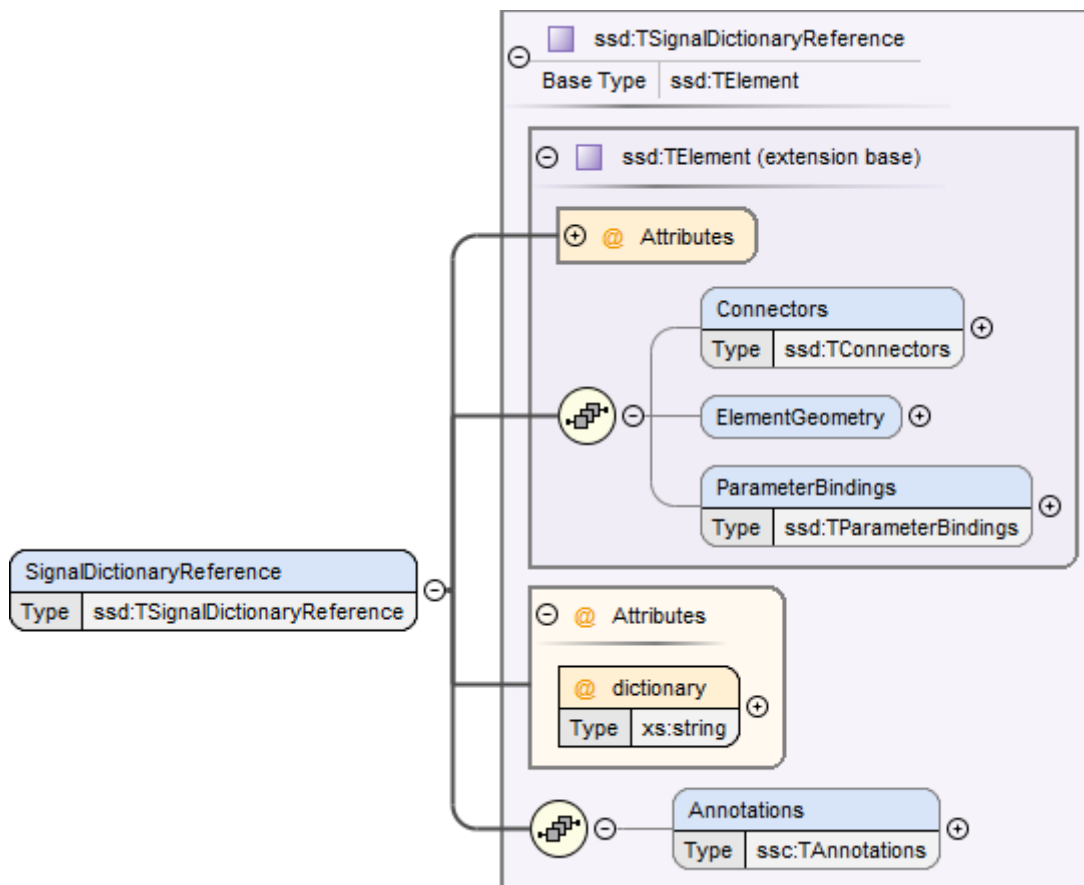 ssd:TSignalDictionaryReference
Base Type ssd:TElement
ssd:TElement (extension base)
@ Attributes
Connectors
Type ssd:TConnectors
ElementGeometry
ParameterBindings
Type ssd:TParameterBindings
SignalDictionaryReference
Type ssd:TSignalDictionaryReference
@ Attributes
@ dictionary
Type xs:string
Annotations
Type ssc:TAnnotations